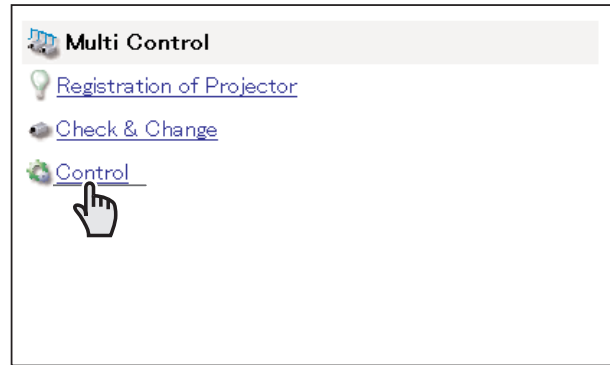 Multi Control
Registration of Projector
Check & Change
Control